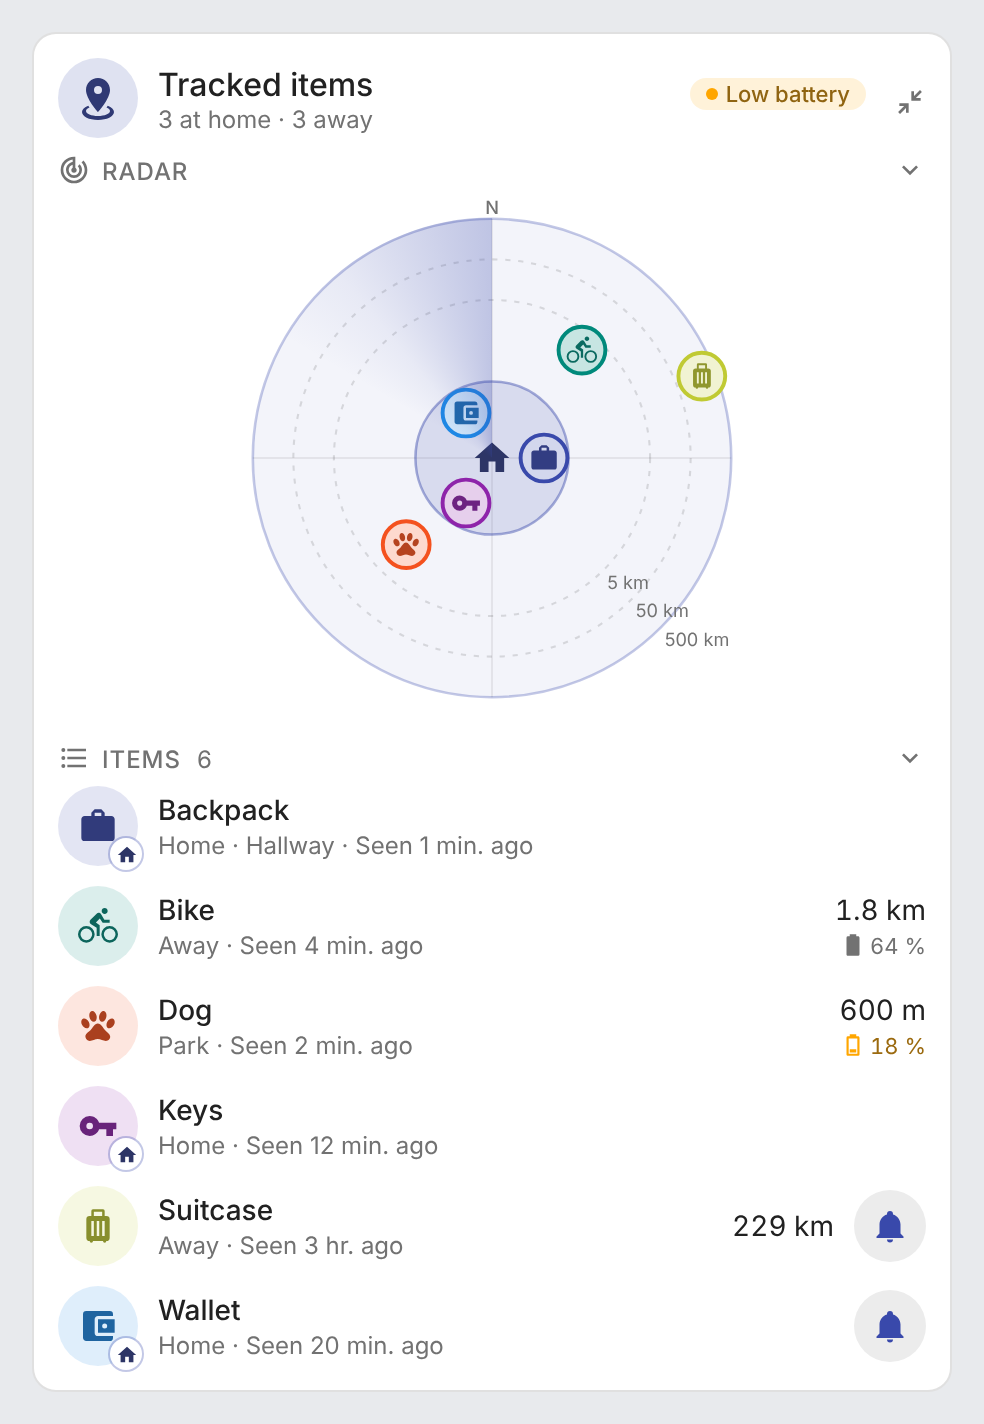 Tracked items
3 at home · 3 away
Low battery
RADAR
N
5 km
50 km
500 km
ITEMS 6
Backpack
Home · Hallway · Seen 1 min. ago
Bike
Away · Seen 4 min. ago
1.8 km
64 %
Dog
Park · Seen 2 min. ago
600 m
18 %
Keys
Home · Seen 12 min. ago
Suitcase
Away · Seen 3 hr. ago
229 km
Wallet
Home · Seen 20 min. ago